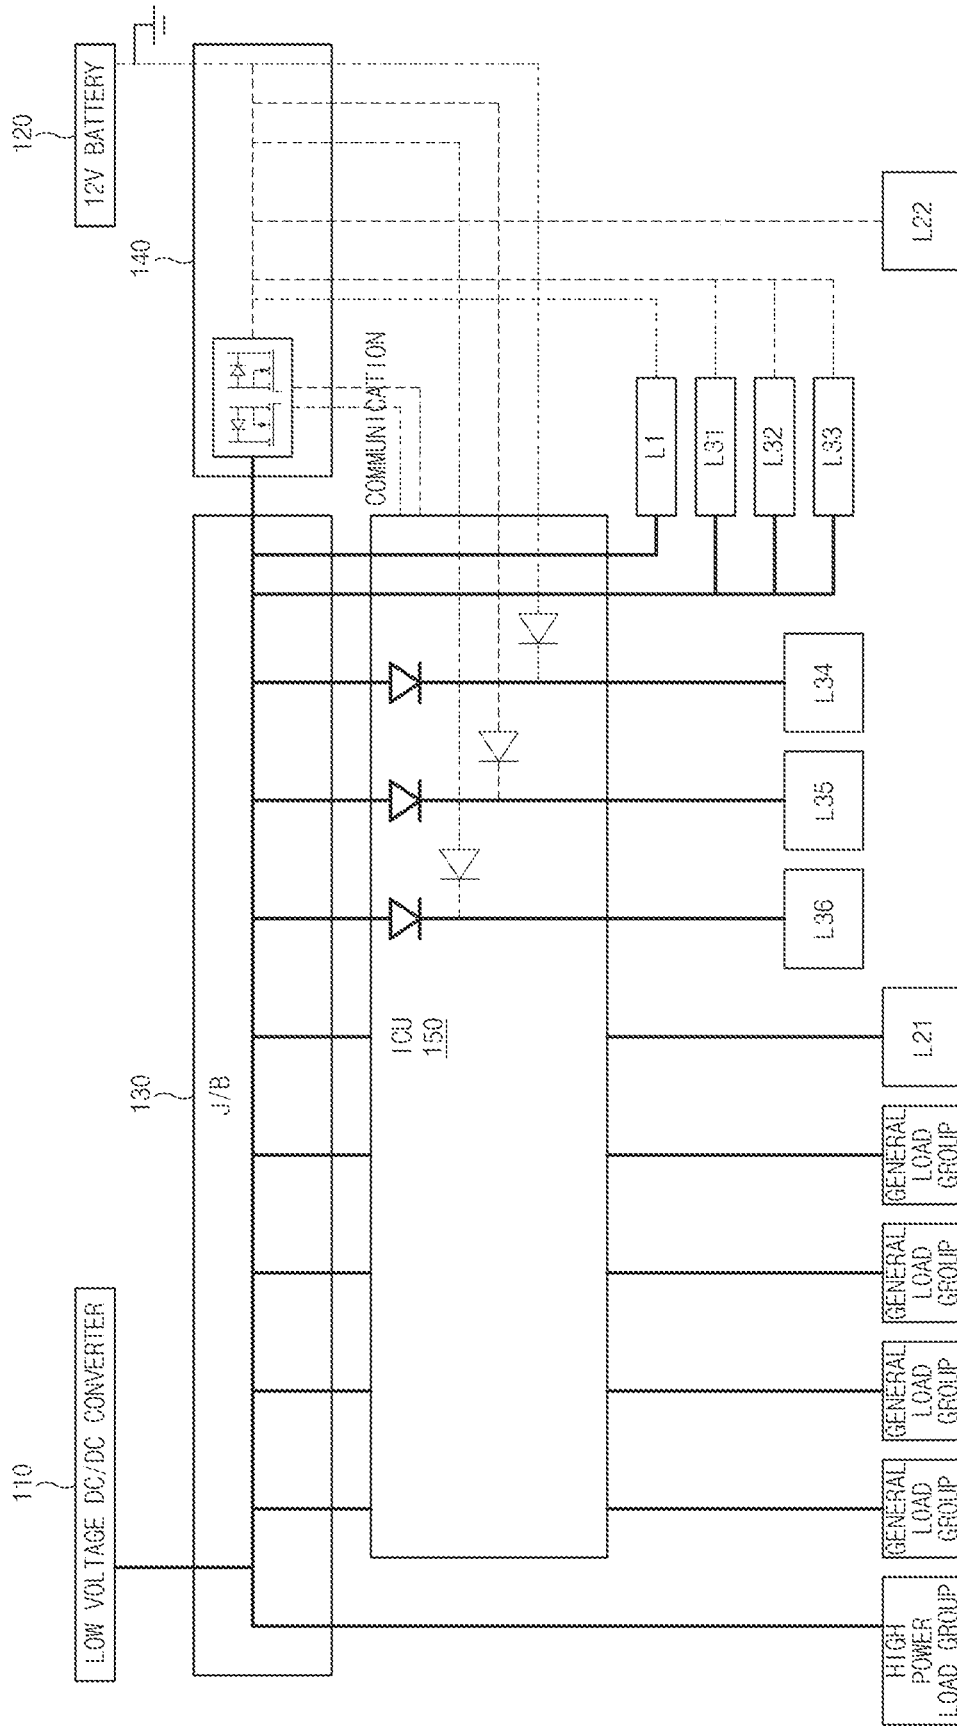 110
LOW VOLTAGE DC/DC CONVERTER
120
12V BATTERY
130
J/B
140
COMMUNICATION
ICU
150
L1
L31
L32
L33
L34
L35
L36
HIGH
POWER
LOAD GROUP
GENERAL
LOAD
GROUP
GENERAL
LOAD
GROUP
GENERAL
LOAD
GROUP
GENERAL
LOAD
GROUP
L21
L22